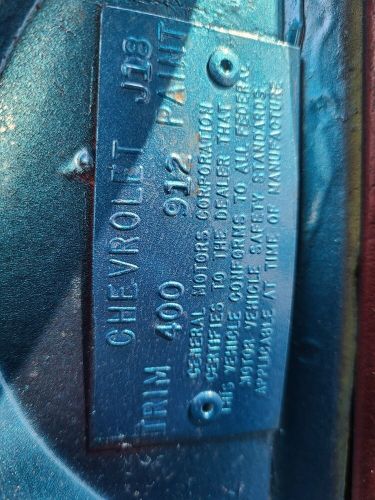 CHEVROLET J18
TRIM 400 912 PAINT
GENERAL MOTORS CORPORATION
CERTIFIES TO THE DEALER THAT
THIS VEHICLE CONFORMS TO ALL FEDERAL
MOTOR VEHICLE SAFETY STANDARDS
APPLICABLE AT TIME OF MANUFACTURE